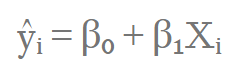 ŷᵢ = β₀ + β₁Xᵢ